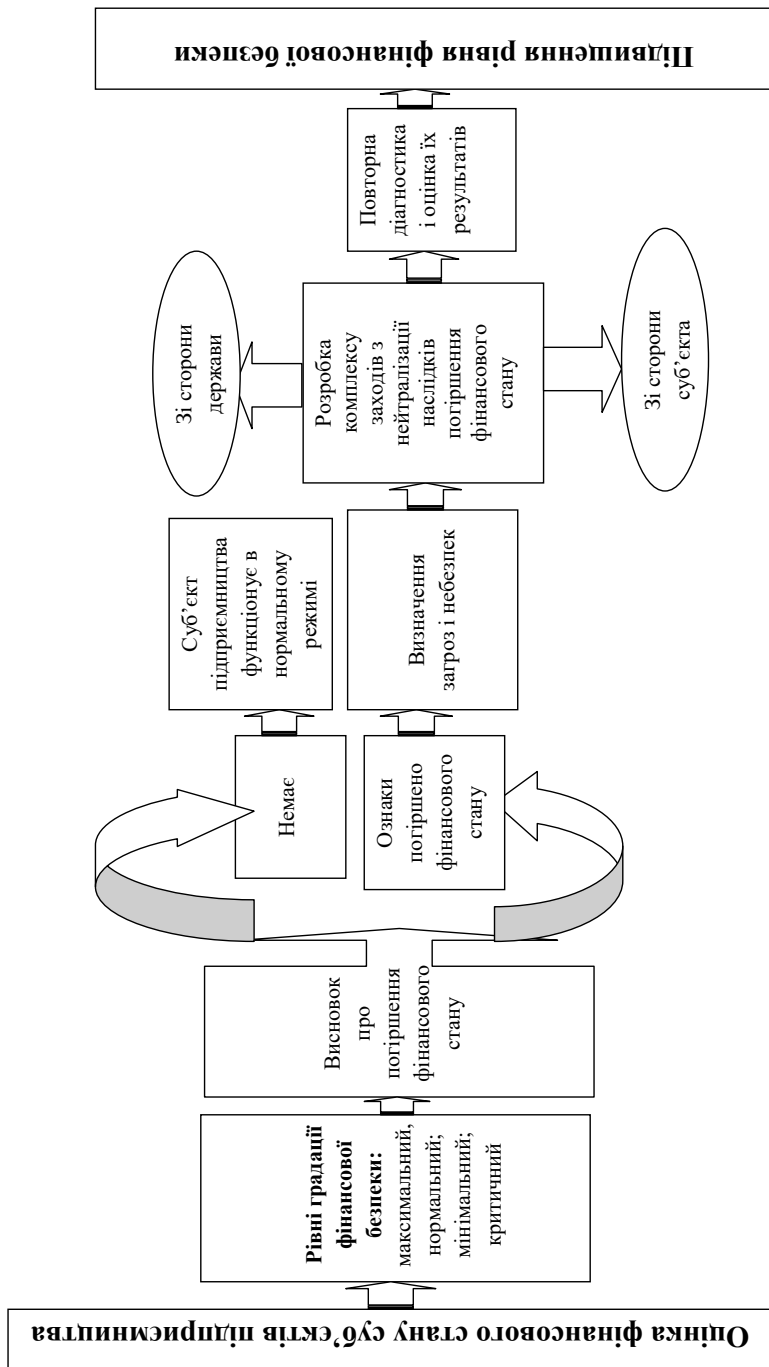 Оцінка фінансового стану суб’єктів підприємництва
Рівні градації
фінансової
безпеки:
максимальний,
нормальний;
мінімальний;
критичний
Висновок
про
погіршення
фінансового
стану
Немає
Ознаки
погіршено
фінансового
стану
Суб’єкт
підприємництва
функціонує в
нормальному
режимі
Визначення
загроз і небезпек
Розробка
комплексу
заходів з
нейтралізації
наслідків
погіршення
фінансового
стану
Зі сторони
держави
Зі сторони
суб’єкта
Повторна
діагностика
і оцінка їх
результатів
Підвищення рівня фінансової безпеки